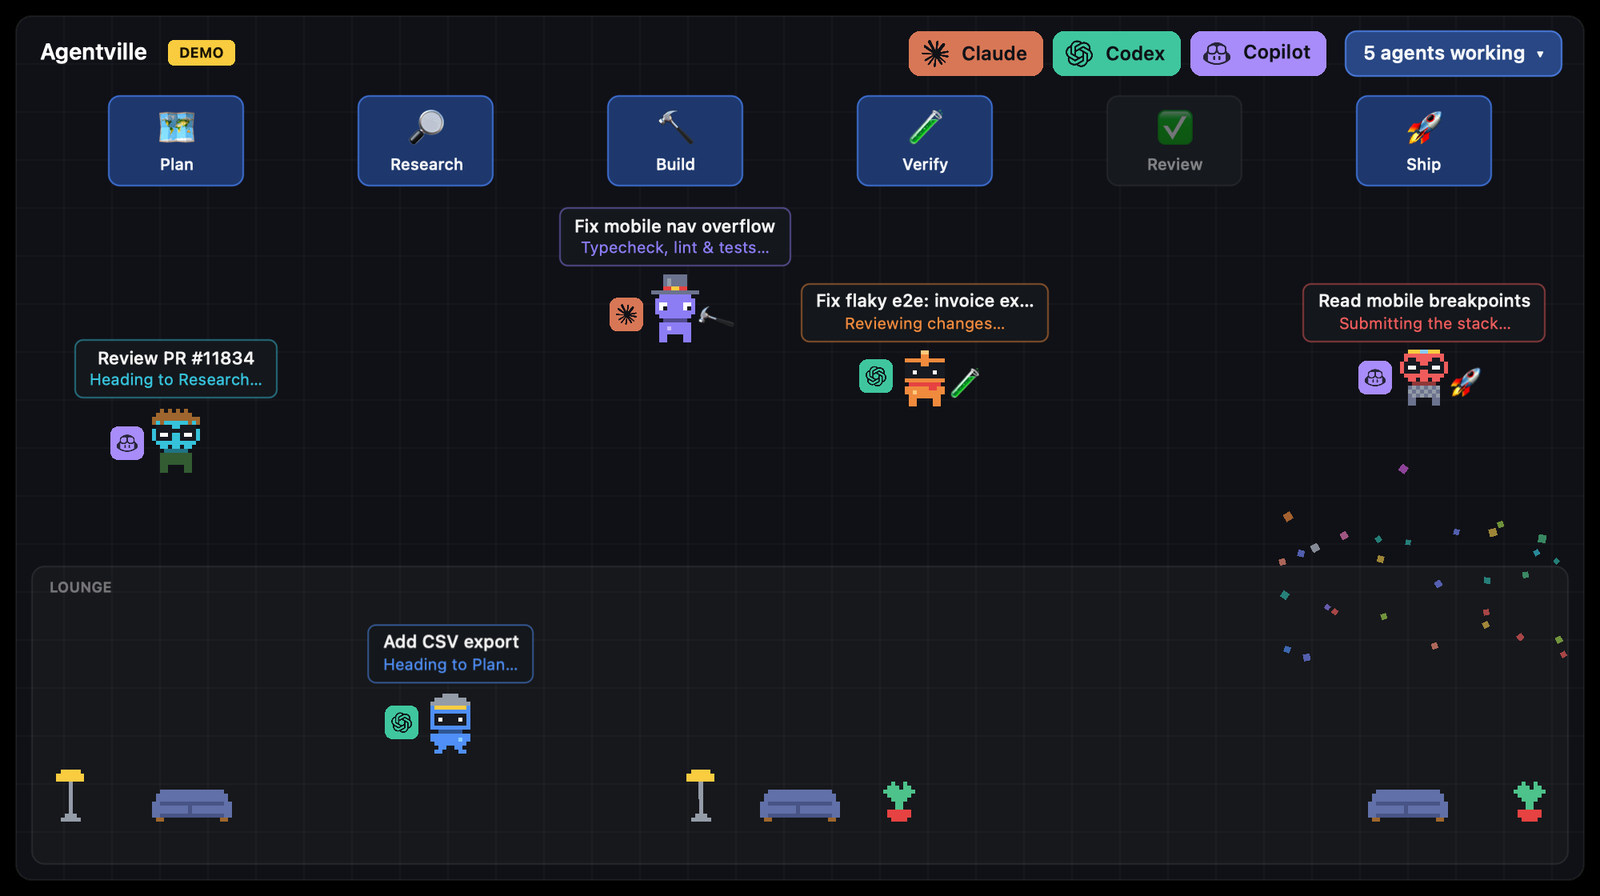 Agentville
DEMO
Claude
Codex
Copilot
5 agents working
Plan
Research
Build
Verify
Review
Ship
Fix mobile nav overflow
Typecheck, lint & tests...
Fix flaky e2e: invoice ex...
Reviewing changes...
Read mobile breakpoints
Submitting the stack...
Review PR #11834
Heading to Research...
LOUNGE
Add CSV export
Heading to Plan...